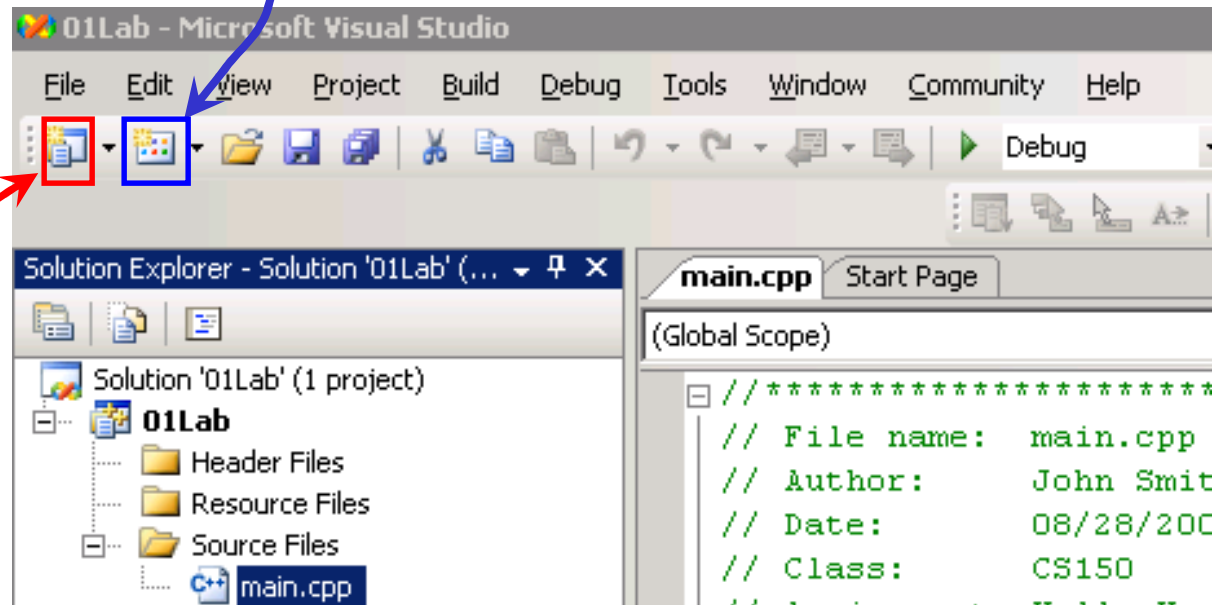 01Lab - Microsoft Visual Studio
File Edit View Project Build Debug Tools Window Community Help
Debug
Solution Explorer - Solution '01Lab' (...
main.cpp Start Page
(Global Scope)
Solution '01Lab' (1 project)
01Lab
Header Files
Resource Files
Source Files
main.cpp
//***********************
// File name: main.cpp
// Author: John Smit
// Date: 08/28/200
// Class: CS150